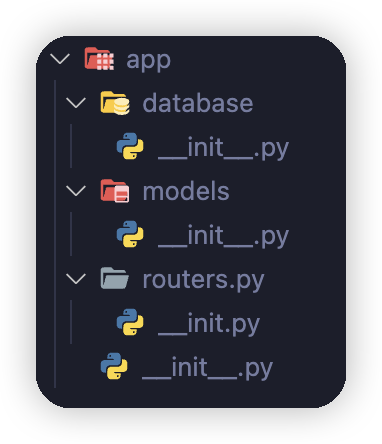 app
database
__init__.py
models
__init__.py
routers.py
__init.py
__init__.py